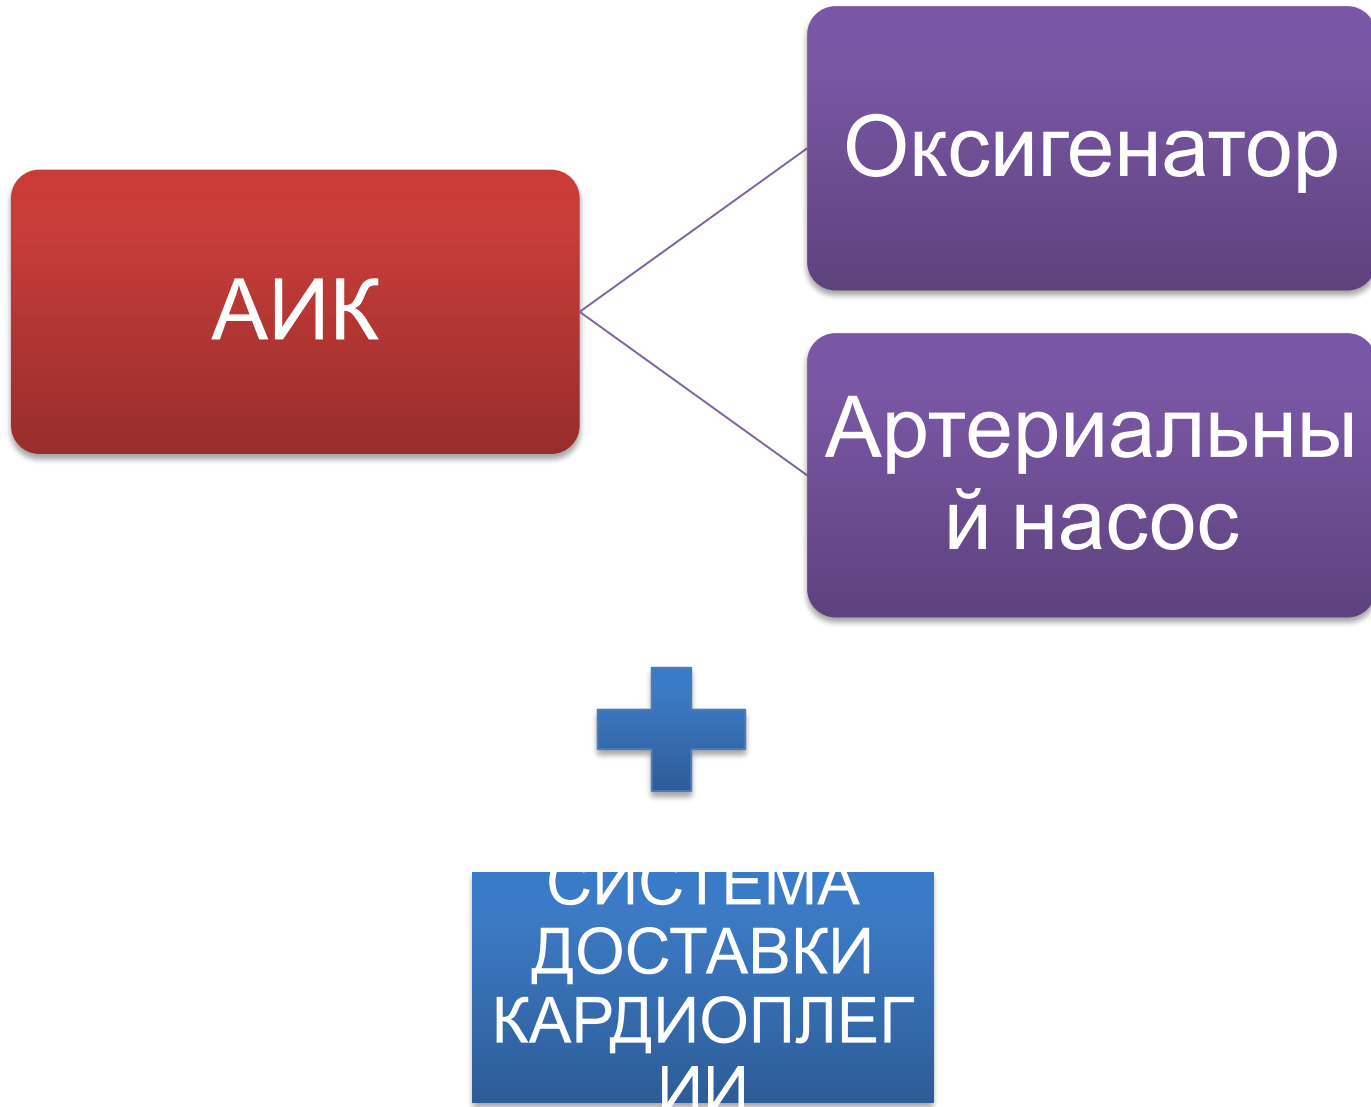 АИК
Оксигенатор
Артериальны
й насос
СИСТЕМА
ДОСТАВКИ
КАРДИОПЛЕГ
ИИ